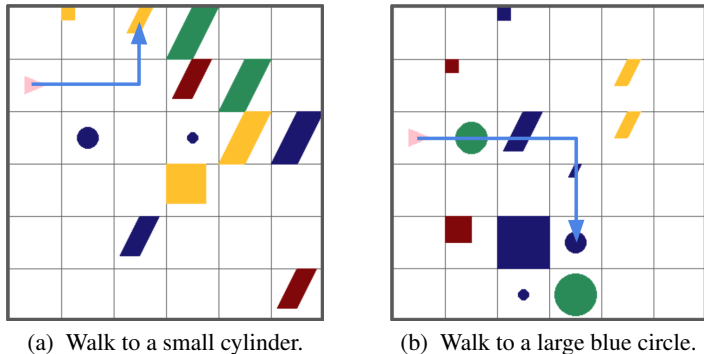 (a) Walk to a small cylinder.
(b) Walk to a large blue circle.